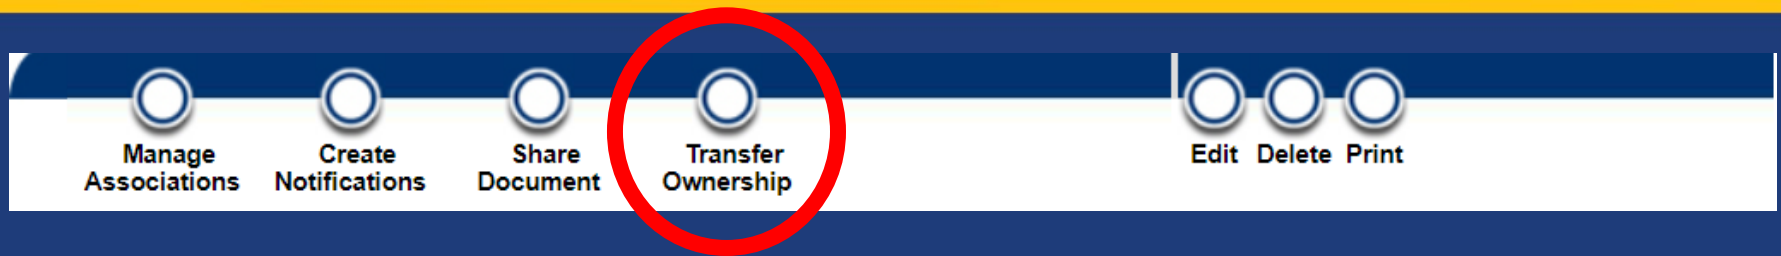 Manage
Associations
Create
Notifications
Share
Document
Transfer
Ownership
Edit
Delete
Print